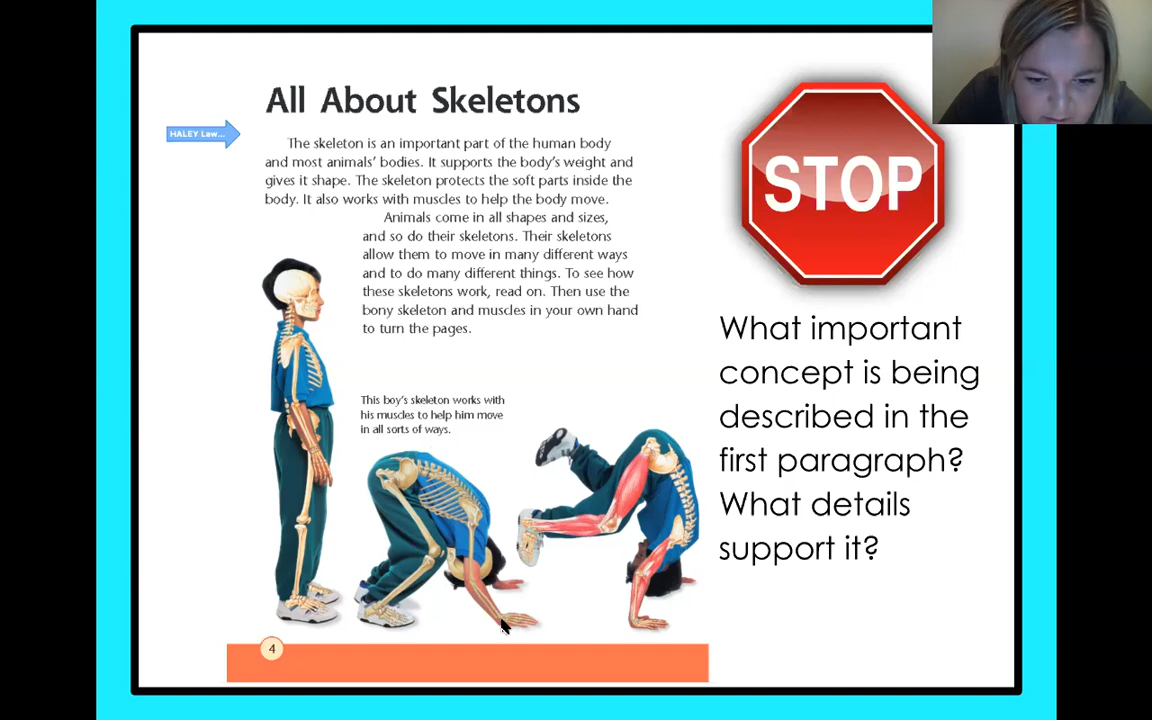 All About Skeletons
HALEY Law...
The skeleton is an important part of the human body
and most animals' bodies. It supports the body's weight and
gives it shape. The skeleton protects the soft parts inside the
body. It also works with muscles to help the body move.
Animals come in all shapes and sizes,
and so do their skeletons. Their skeletons
allow them to move in many different ways
and to do many different things. To see how
these skeletons work, read on. Then use the
bony skeleton and muscles in your own hand
to turn the pages.
This boy's skeleton works with
his muscles to help him move
in all sorts of ways.
4
STOP
What important
concept is being
described in the
first paragraph?
What details
support it?